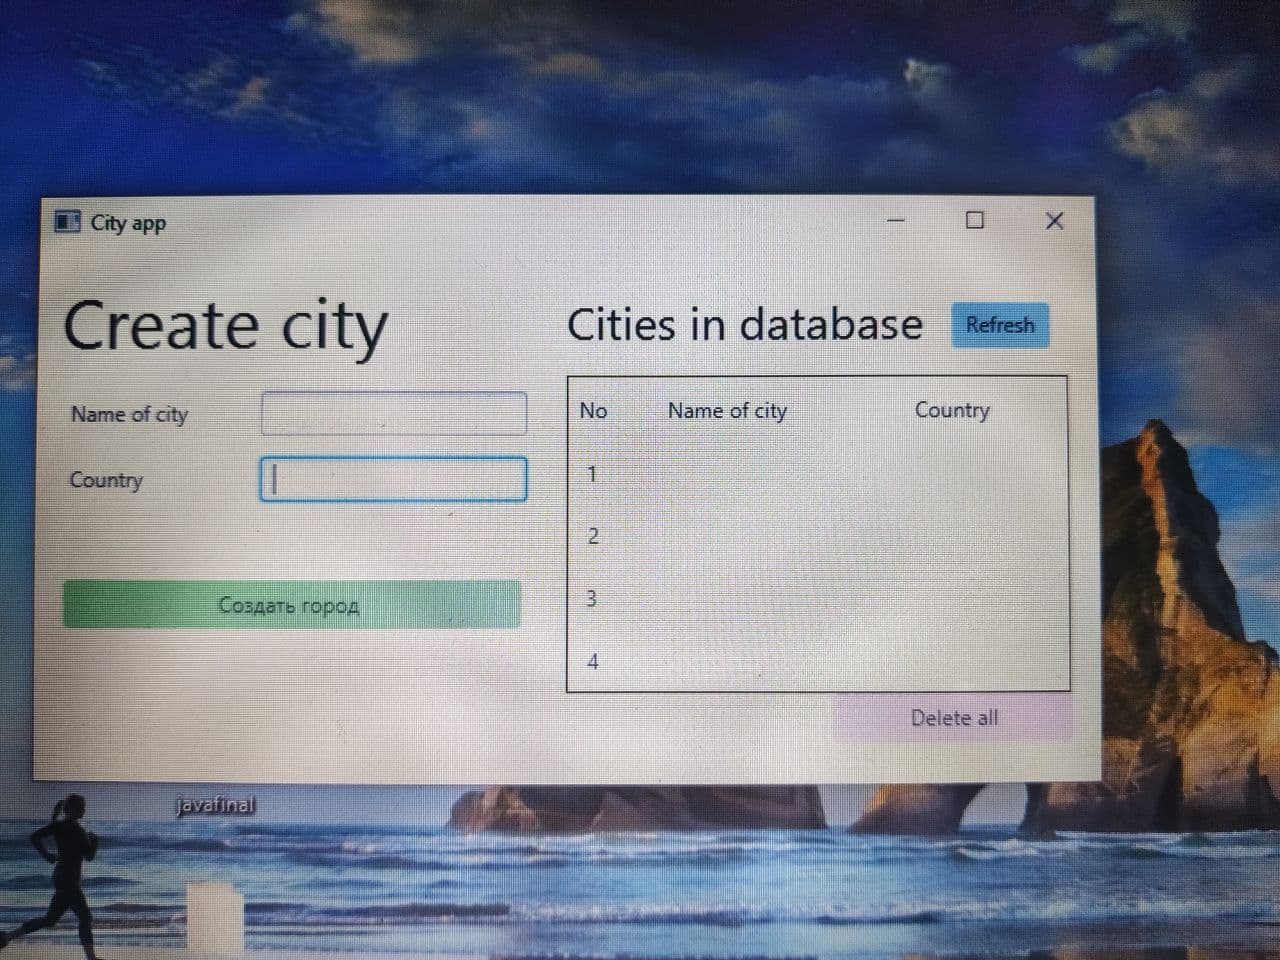 City app
Create city
Name of city
Country
Создать город
Cities in database
Refresh
No Name of city Country
1
2
3
4
Delete all
javafinal